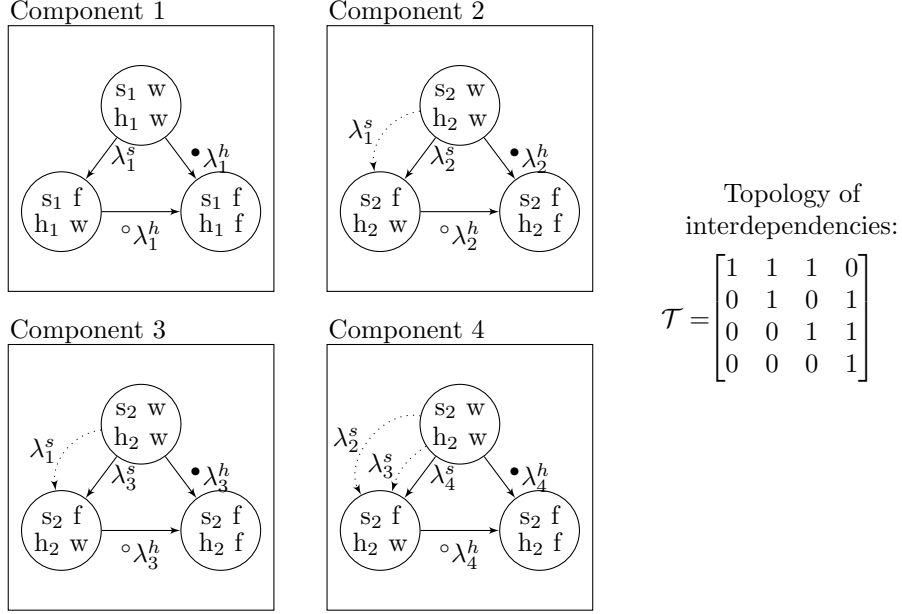 Component 1
s₁ w
h₁ w
λ₁ˢ
• λ₁ʰ
s₁ f
h₁ w
s₁ f
h₁ f
∘ λ₁ʰ
Component 2
s₂ w
h₂ w
λ₁ˢ
λ₂ˢ
• λ₂ʰ
s₂ f
h₂ w
s₂ f
h₂ f
∘ λ₂ʰ
Component 3
s₂ w
h₂ w
λ₁ˢ
λ₃ˢ
• λ₃ʰ
s₂ f
h₂ w
s₂ f
h₂ f
∘ λ₃ʰ
Component 4
s₂ w
h₂ w
λ₂ˢ
λ₃ˢ
λ₄ˢ
• λ₄ʰ
s₂ f
h₂ w
s₂ f
h₂ f
∘ λ₄ʰ
Topology of
interdependencies:
1 1 1 0
0 1 0 1
𝒯 =
0 0 1 1
0 0 0 1